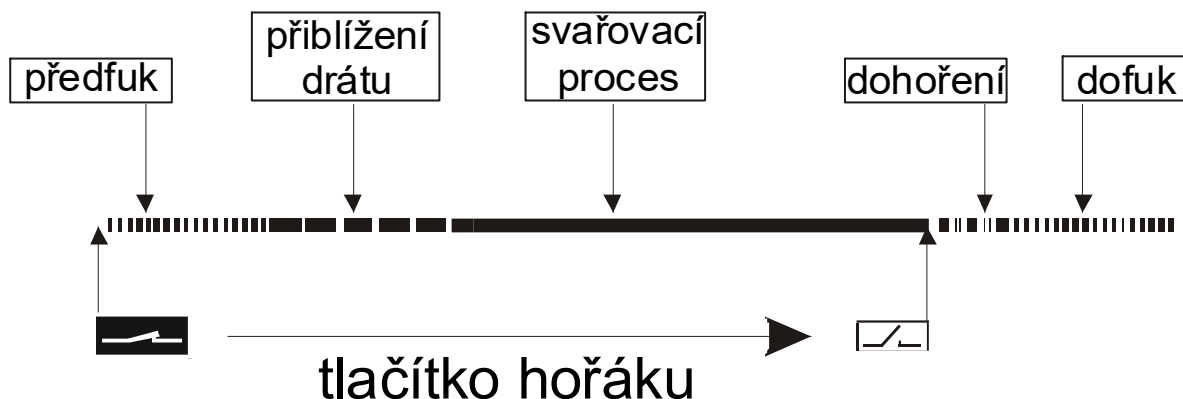 předfuk
přiblížení
drátu
svařovací
proces
dohoření
dofuk
tlačítko hořáku